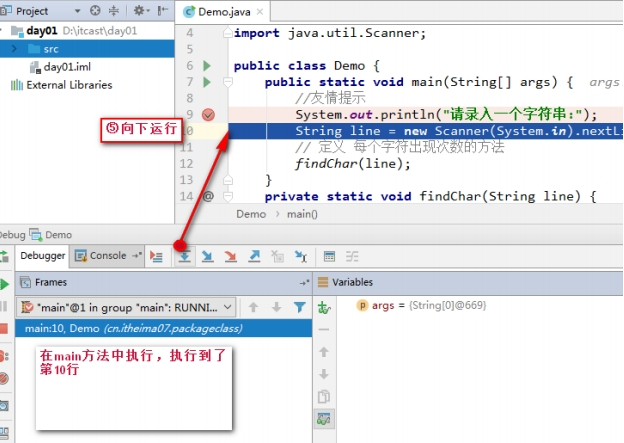 Project
Demo.java
day01 D:\itcast\day01
src
day01.iml
External Libraries
4 import java.util.Scanner;
5
6 public class Demo {
7 public static void main(String[] args) { args
8 //友情提示
9 System.out.println("请录入一个字符串:");
10 String line = new Scanner(System.in).nextLi
11 // 定义 每个字符出现次数的方法
12 findChar(line);
13 }
14 @ private static void findChar(String line) {
⑤向下运行
Demo main()
Debug Demo
Debugger Console
Frames
Variables
"main"@1 in group "main": RUNNI...
args = {String[0]@669}
main:10, Demo (cn.itheima07.packageclass)
在main方法中执行，执行到了
第10行